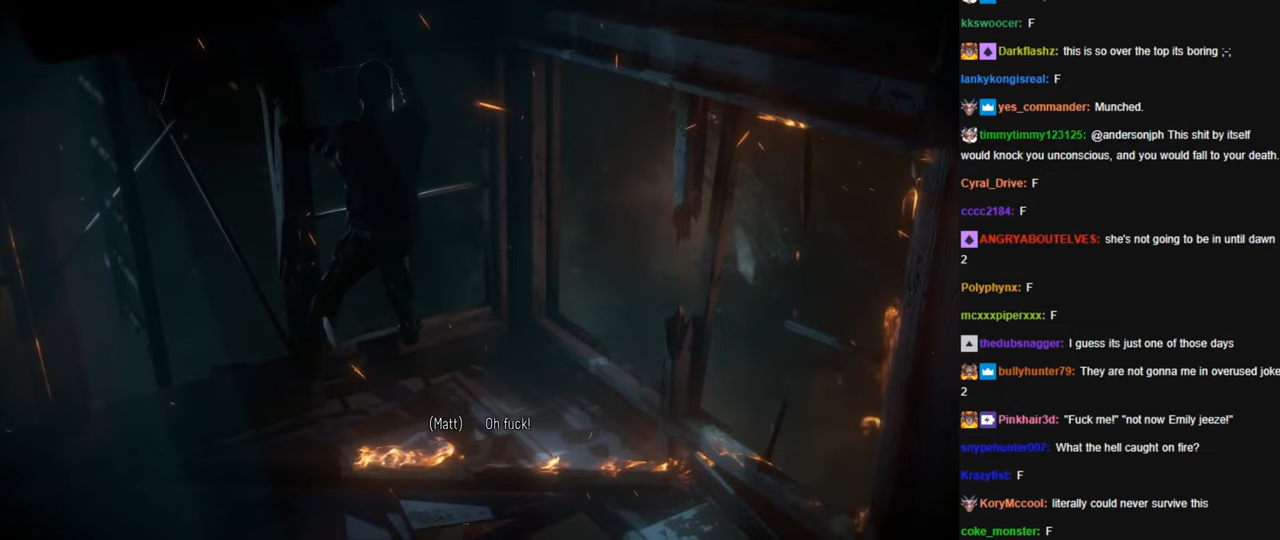 (Matt) Oh fuck!
kkswoocer: F
Darkflashz: this is so over the top its boring ;-;
lankykongisreal: F
yes_commander: Munched.
timmytimmy123125: @andersonjph This shit by itself
would knock you unconscious, and you would fall to your death.
Cyral_Drive: F
cccc2184: F
ANGRYABOUTELVES: she's not going to be in until dawn
2
Polyphynx: F
mcxxxpiperxxx: F
thedubsnagger: I guess its just one of those days
bullyhunter79: They are not gonna me in overused joke
2
Pinkhair3d: "Fuck me!" "not now Emily jeeze!"
snypehunter007: What the hell caught on fire?
Krazyfist: F
KoryMccool: literally could never survive this
coke_monster: F